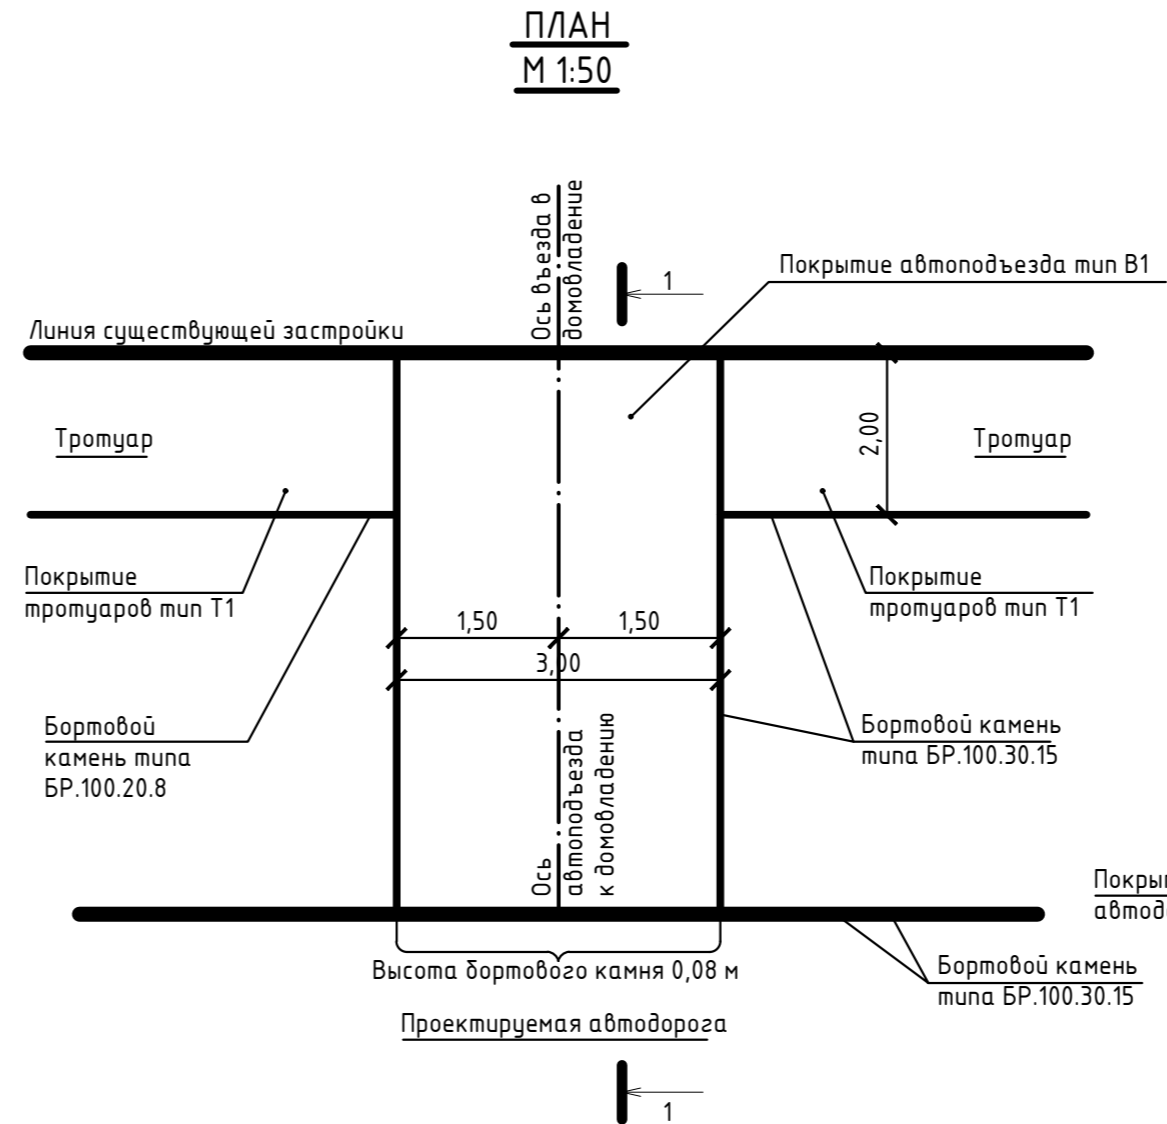 ПЛАН
М 1:50
Ось въезда в
домовладение
1
Покрытие автоподъезда тип В1
Линия существующей застройки
Тротуар
2,00
Тротуар
Покрытие
тротуаров тип Т1
Покрытие
тротуаров тип Т1
1,50
1,50
3,00
Бортовой
камень типа
БР.100.20.8
Ось
автоподъезда
к домовладению
Бортовой камень
типа БР.100.30.15
Высота бортового камня 0,08 м
Бортовой камень
типа БР.100.30.15
Проектируемая автодорога
1